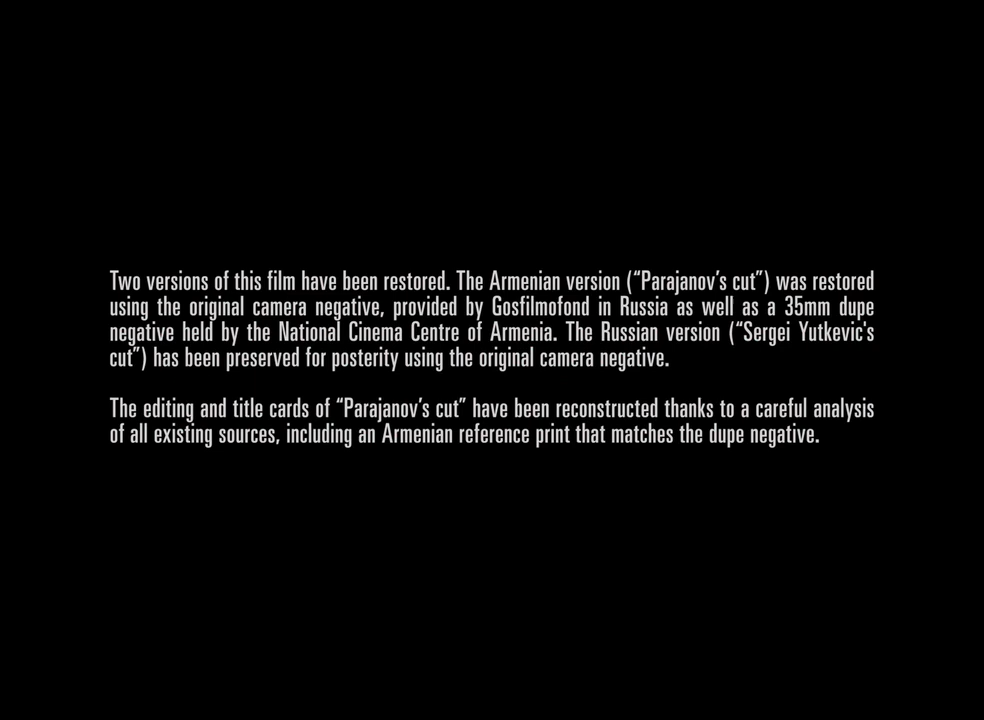 Two versions of this film have been restored. The Armenian version (“Parajanov’s cut”) was restored
using the original camera negative, provided by Gosfilmofond in Russia as well as a 35mm dupe
negative held by the National Cinema Centre of Armenia. The Russian version (“Sergei Yutkevic's
cut”) has been preserved for posterity using the original camera negative.
The editing and title cards of “Parajanov’s cut” have been reconstructed thanks to a careful analysis
of all existing sources, including an Armenian reference print that matches the dupe negative.